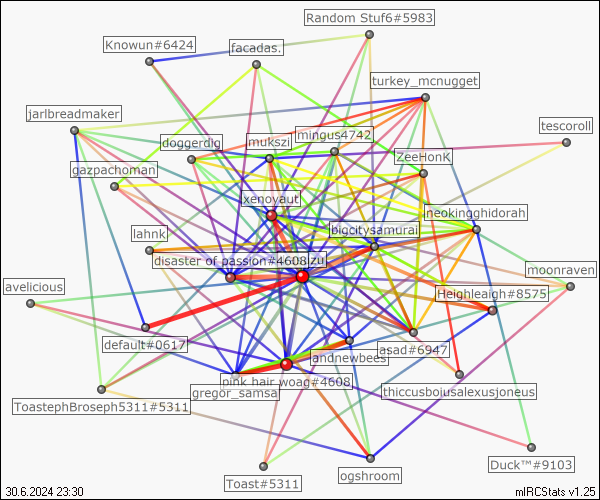 Random Stuf6#5983
Knowun#6424
facadas.
turkey_mcnugget
jarlbreadmaker
tescoroll
mingus4742
doggerdig
mukszi
ZeeHonK
gazpachoman
xenoyaut
neokingghidorah
lahnk
bigcitysamurai
disaster of passion#4608
zu
moonraven
avelicious
Heighleaigh#8575
default#0617
jasad#6947
andnewbees
pink hair woag#4608
gregor_samsa
thiccusboiusalexusjoneus
ToastephBroseph5311#5311
Duck™#9103
Toast#5311
ogshroom
30.6.2024 23:30
mIRCStats v1.25